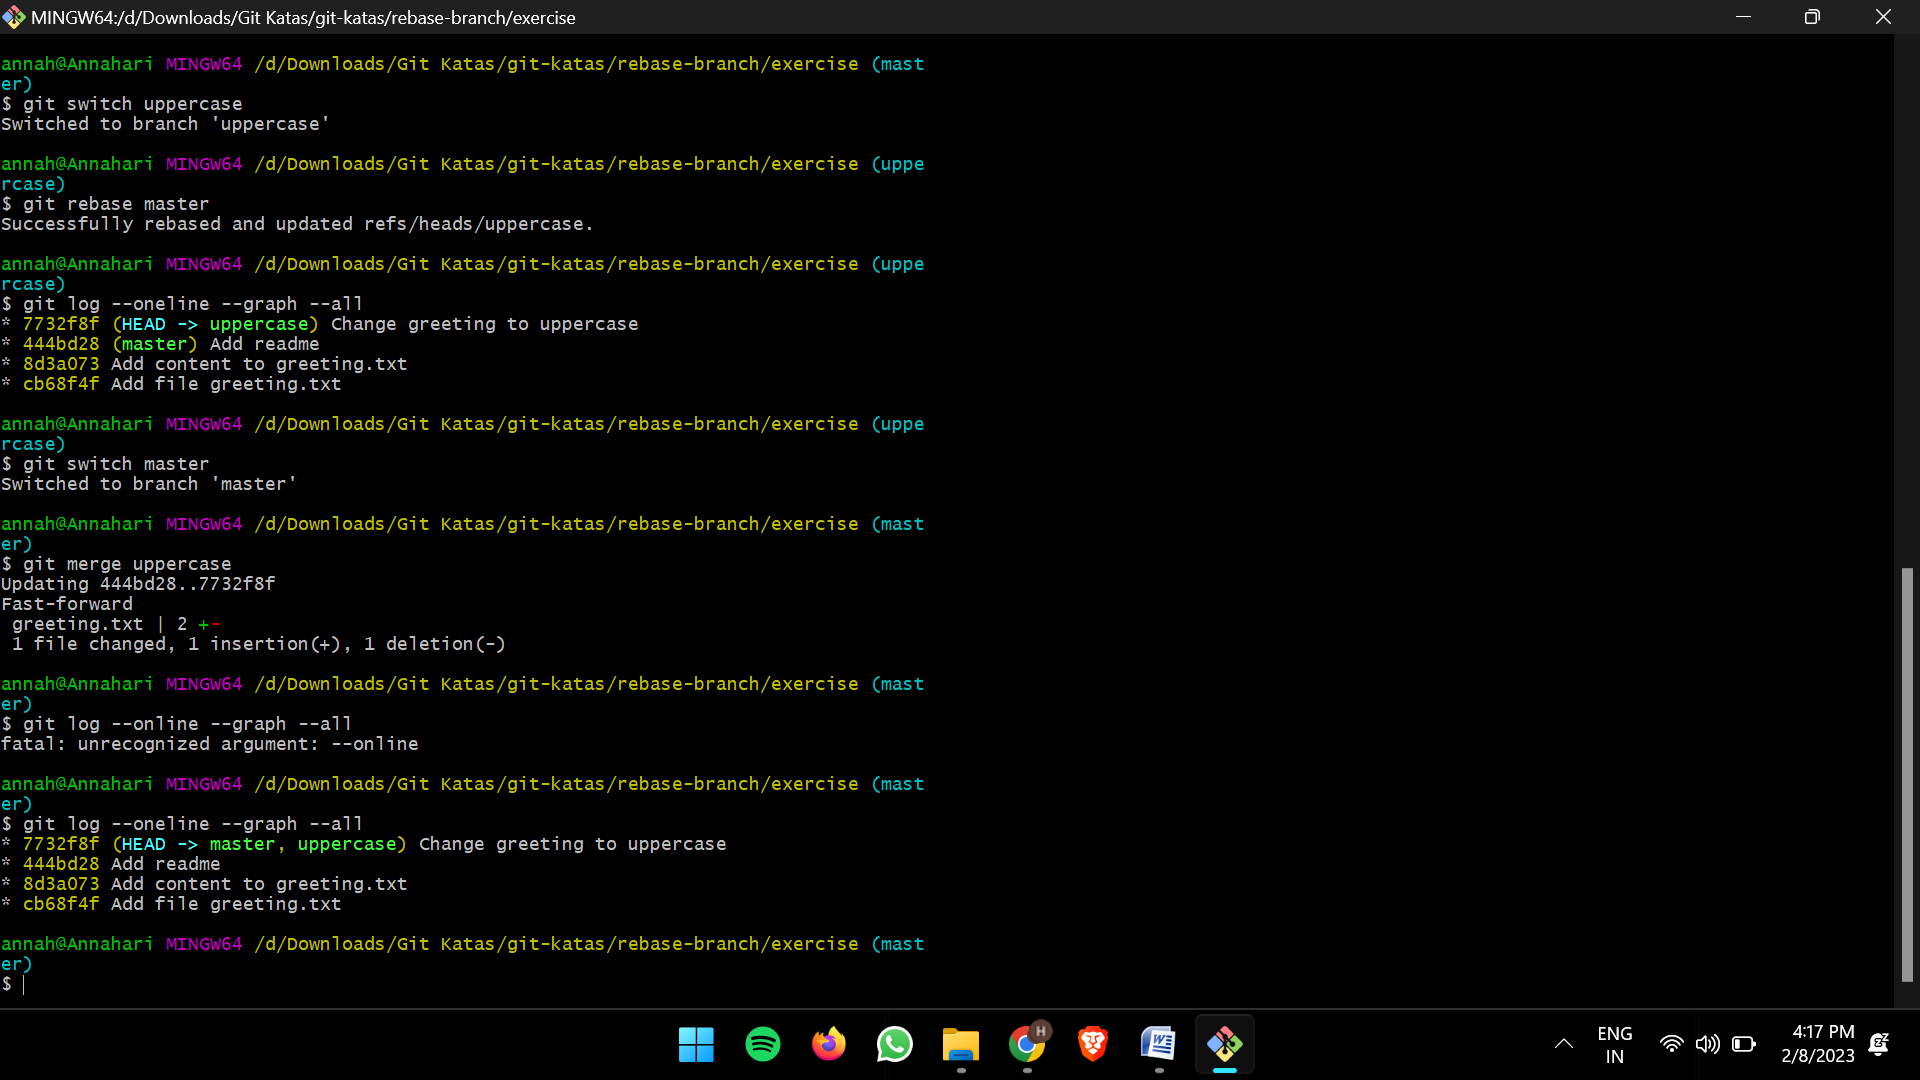 MINGW64:/d/Downloads/Git Katas/git-katas/rebase-branch/exercise
annah@Annahari MINGW64 /d/Downloads/Git Katas/git-katas/rebase-branch/exercise (mast
er)
$ git switch uppercase
Switched to branch 'uppercase'
annah@Annahari MINGW64 /d/Downloads/Git Katas/git-katas/rebase-branch/exercise (uppe
rcase)
$ git rebase master
Successfully rebased and updated refs/heads/uppercase.
annah@Annahari MINGW64 /d/Downloads/Git Katas/git-katas/rebase-branch/exercise (uppe
rcase)
$ git log --oneline --graph --all
* 7732f8f (HEAD -> uppercase) Change greeting to uppercase
* 444bd28 (master) Add readme
* 8d3a073 Add content to greeting.txt
* cb68f4f Add file greeting.txt
annah@Annahari MINGW64 /d/Downloads/Git Katas/git-katas/rebase-branch/exercise (uppe
rcase)
$ git switch master
Switched to branch 'master'
annah@Annahari MINGW64 /d/Downloads/Git Katas/git-katas/rebase-branch/exercise (mast
er)
$ git merge uppercase
Updating 444bd28..7732f8f
Fast-forward
 greeting.txt | 2 +-
 1 file changed, 1 insertion(+), 1 deletion(-)
annah@Annahari MINGW64 /d/Downloads/Git Katas/git-katas/rebase-branch/exercise (mast
er)
$ git log --online --graph --all
fatal: unrecognized argument: --online
annah@Annahari MINGW64 /d/Downloads/Git Katas/git-katas/rebase-branch/exercise (mast
er)
$ git log --oneline --graph --all
* 7732f8f (HEAD -> master, uppercase) Change greeting to uppercase
* 444bd28 Add readme
* 8d3a073 Add content to greeting.txt
* cb68f4f Add file greeting.txt
annah@Annahari MINGW64 /d/Downloads/Git Katas/git-katas/rebase-branch/exercise (mast
er)
$
H
W
ENG
IN
4:17 PM
2/8/2023